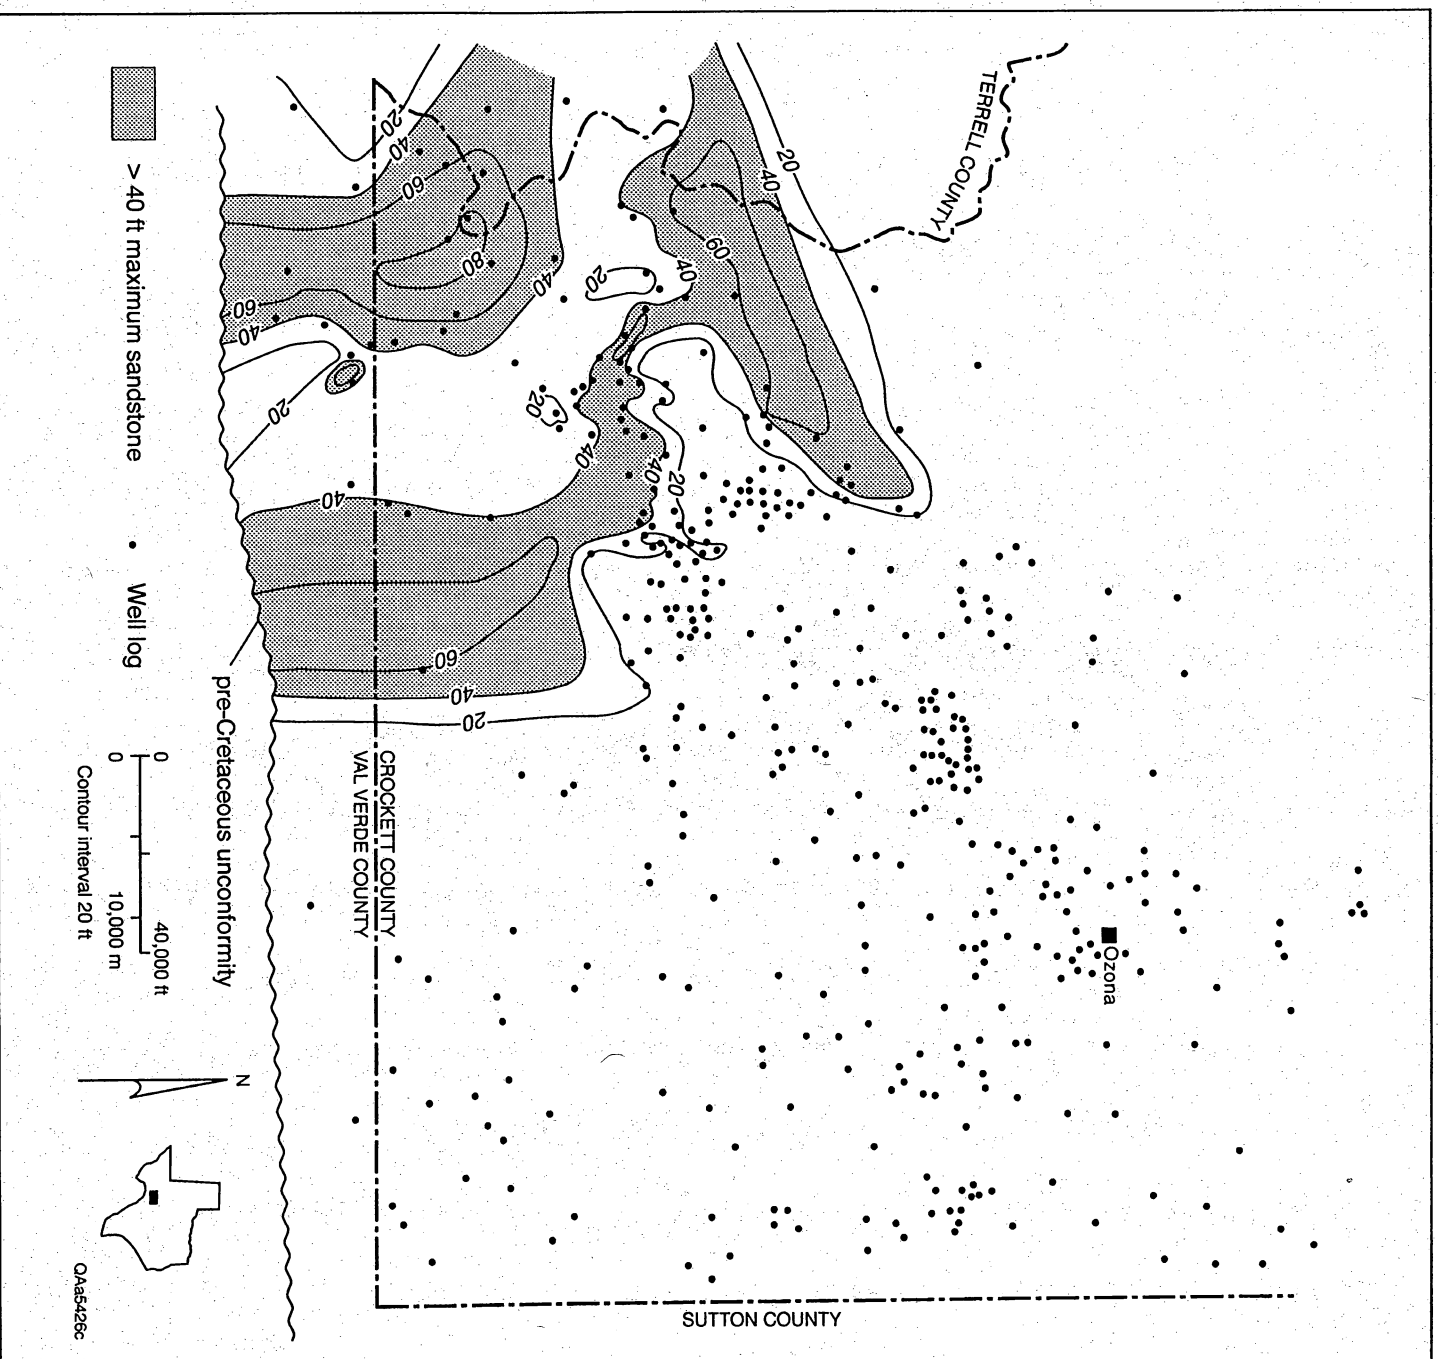 TERRELL COUNTY
20
40
60
40
20
40
60
80
40
20
60
40
20
20
40
40
20
40
60
40
20
CROCKETT COUNTY
VAL VERDE COUNTY
SUTTON COUNTY
Ozona
pre-Cretaceous unconformity
> 40 ft maximum sandstone
Well log
0 40,000 ft
0 10,000 m
Contour interval 20 ft
N
QAa5426c